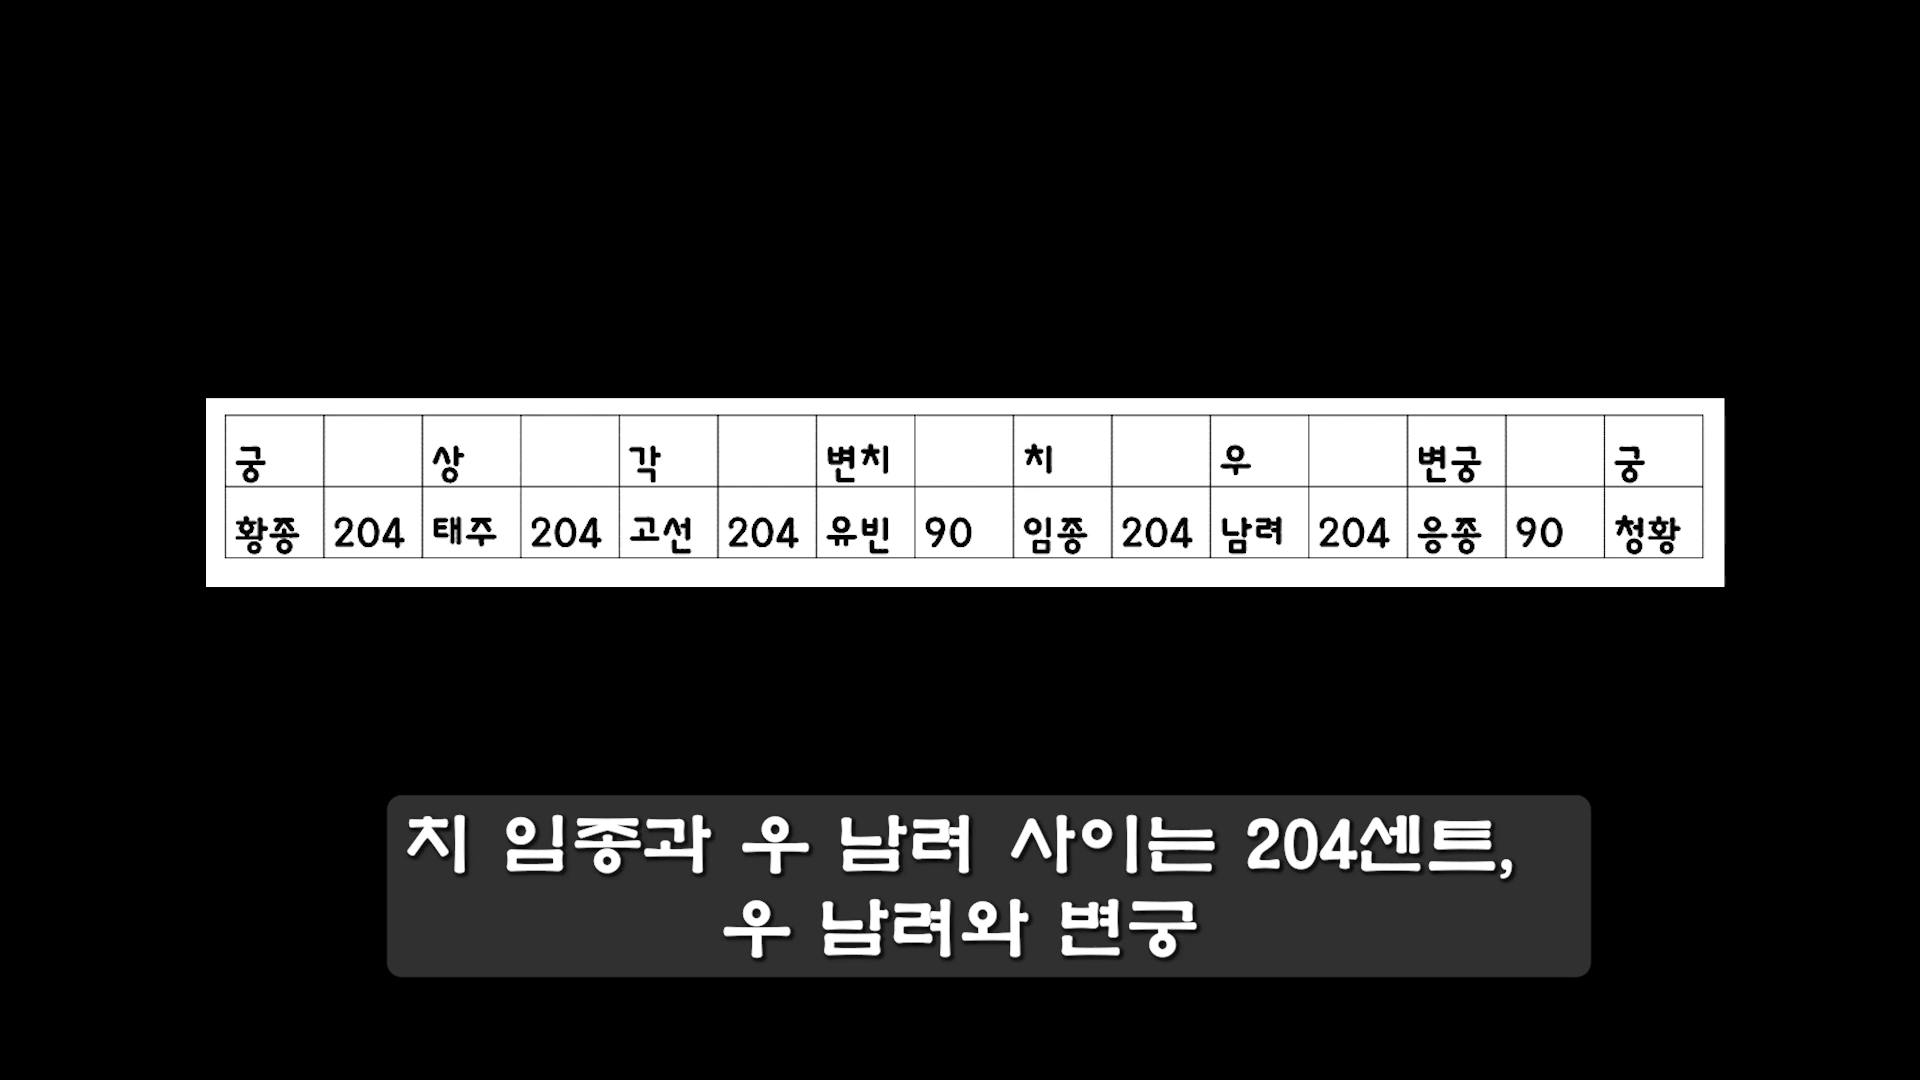 궁 상 각 변치 치 우 변궁 궁
황종 204 태주 204 고선 204 유빈 90 임종 204 남려 204 응종 90 청황
치 임종과 우 남려 사이는 204센트,
우 남려와 변궁